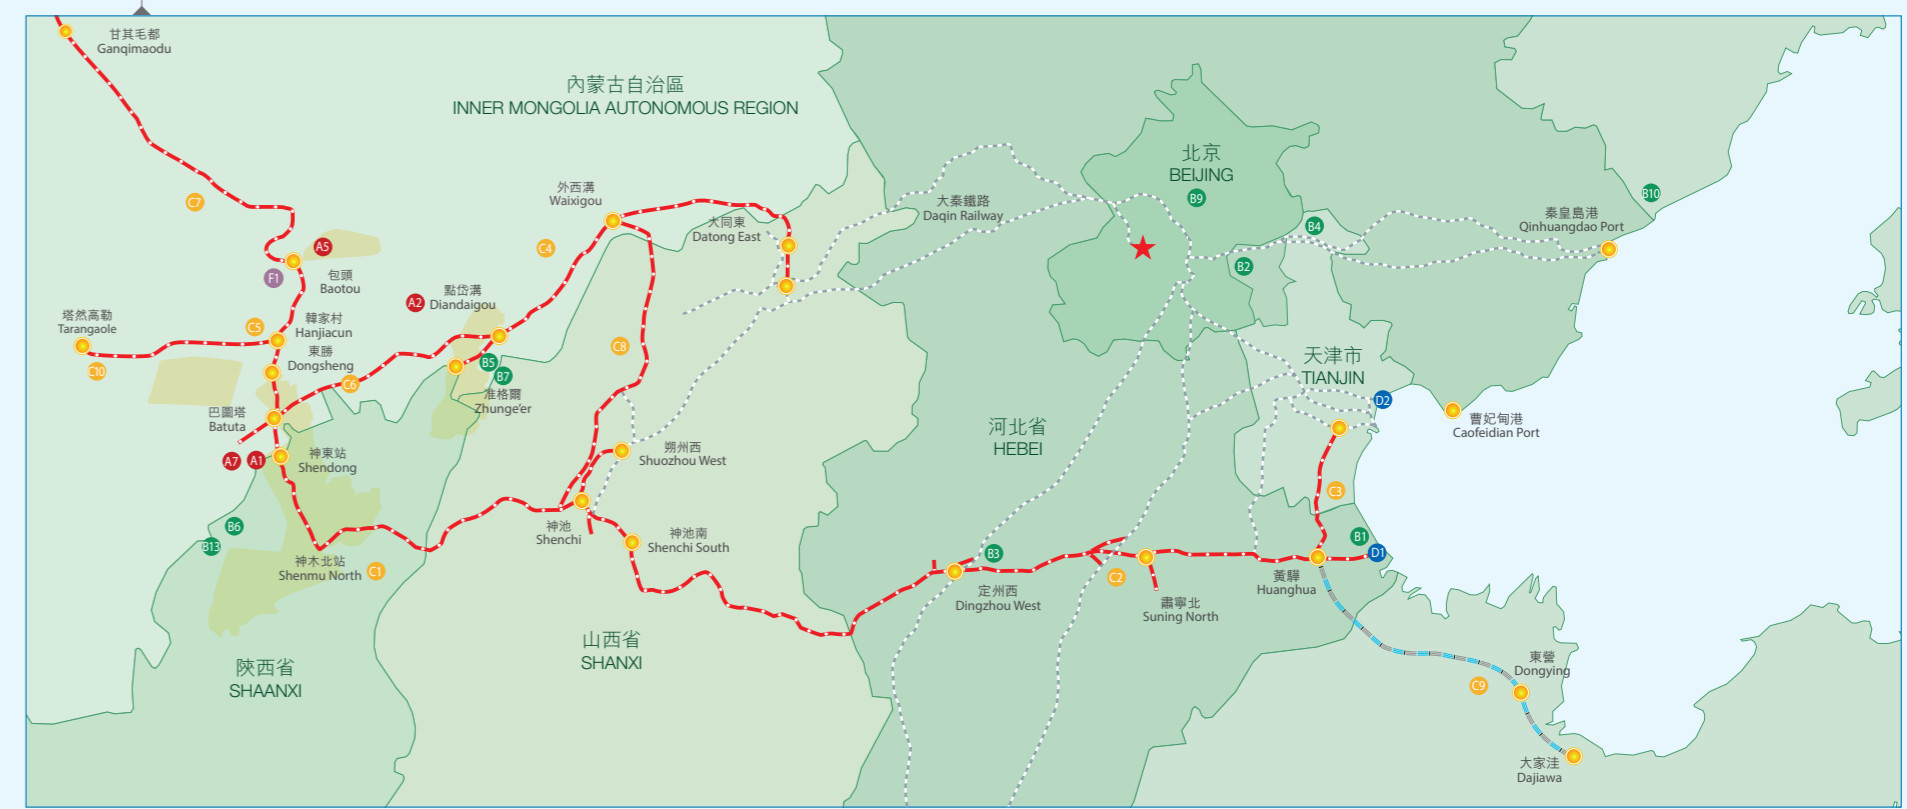 甘其毛都
Ganqimaodu
內蒙古自治區
INNER MONGOLIA AUTONOMOUS REGION
北京
BEIJING
B9
B10
C7
外西溝
Waixigou
大同東
Datong East
大秦鐵路
Daqin Railway
秦皇島港
Qinhuangdao Port
B4
A5
C4
F1
包頭
Baotou
B2
A2
點岱溝
Diandaigou
塔然高勒
Tarangaole
C5
韓家村
Hanjiacun
東勝
Dongsheng
C10
C6
C8
B5
B7
准格爾
Zhunge'er
天津市
TIANJIN
D2
巴圖塔
Batuta
A7
A1
神東站
Shendong
朔州西
Shuozhou West
河北省
HEBEI
曹妃甸港
Caofeidian Port
C3
B6
B13
神池
Shenchi
神池南
Shenchi South
B3
B1
D1
神木北站
Shenmu North
C1
C2
定州西
Dingzhou West
肅寧北
Suning North
黃驊
Huanghua
陝西省
SHAANXI
山西省
SHANXI
東營
Dongying
C9
大家洼
Dajiawa